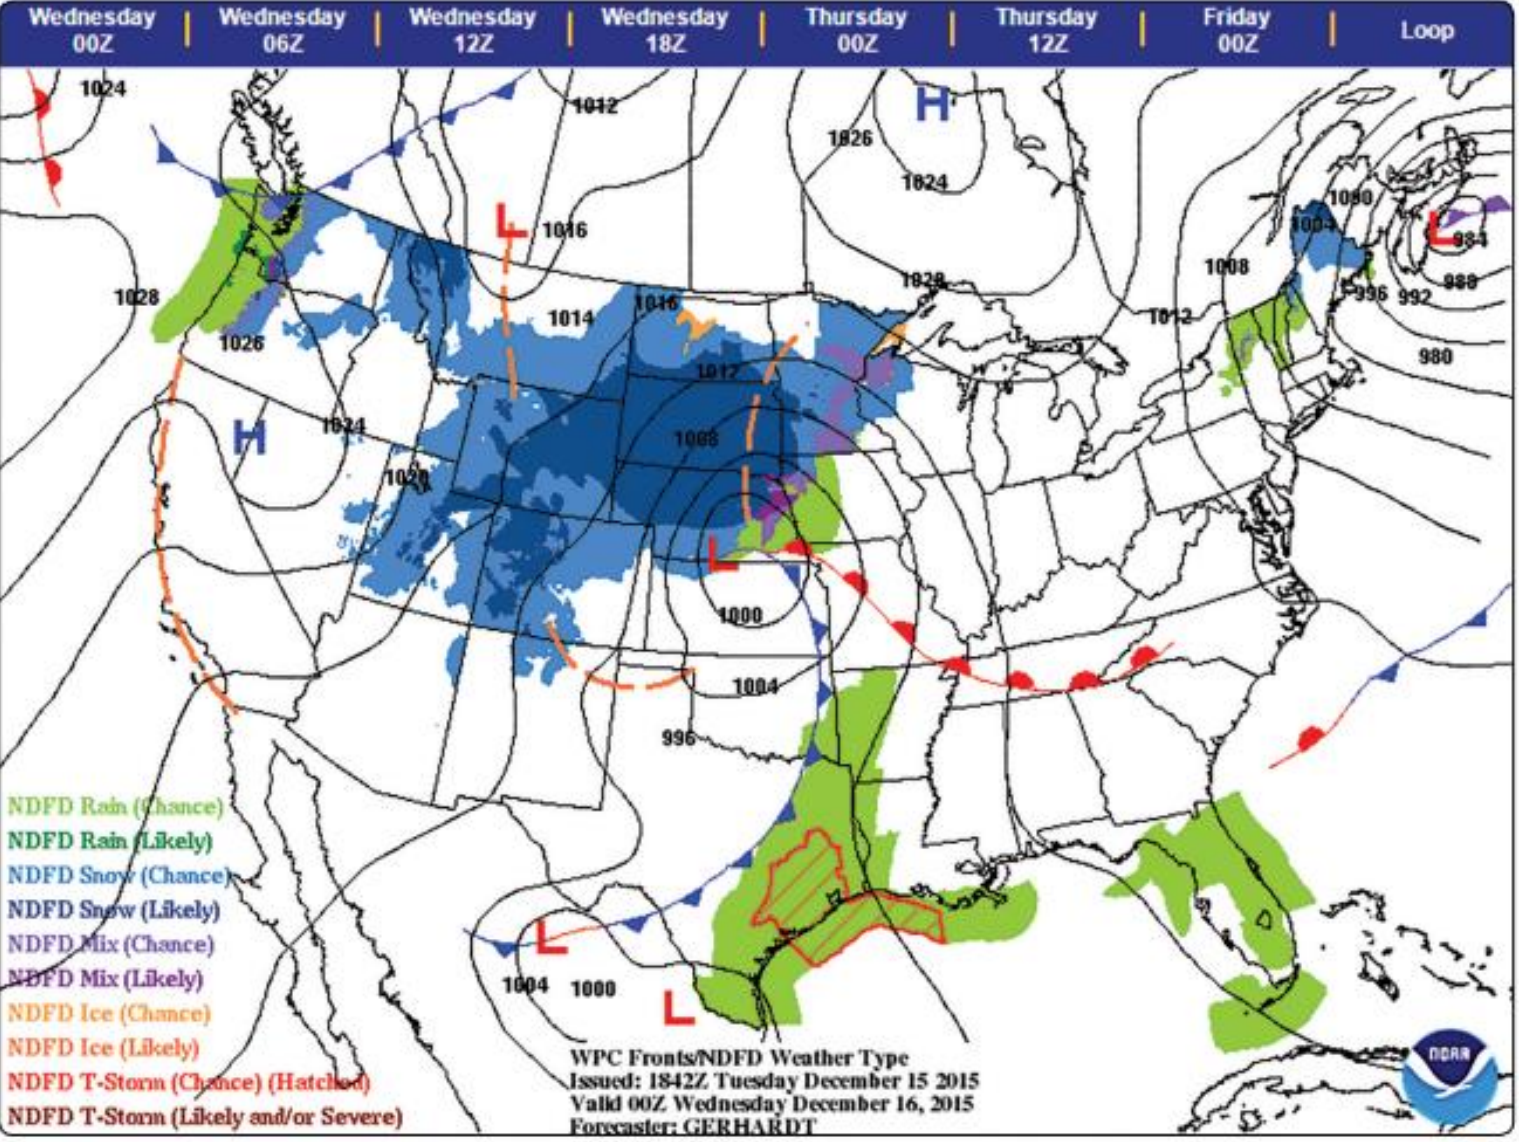 Wednesday 00Z
Wednesday 06Z
Wednesday 12Z
Wednesday 18Z
Thursday 00Z
Thursday 12Z
Friday 00Z
Loop
1024
1012
H
1026
1024
1000
L
1016
1004
L
984
1028
1008
1028
988
996
992
1016
1014
1012
1026
980
1012
H
1024
1008
1020
L
1000
1004
996
NDFD Rain (Chance)
NDFD Rain (Likely)
NDFD Snow (Chance)
NDFD Snow (Likely)
NDFD Mix (Chance)
NDFD Mix (Likely)
NDFD Ice (Chance)
NDFD Ice (Likely)
NDFD T-Storm (Chance) (Hatched)
NDFD T-Storm (Likely and/or Severe)
L
1004
1000
L
WPC Fronts/NDFD Weather Type
Issued: 1842Z Tuesday December 15 2015
Valid 00Z Wednesday December 16, 2015
Forecaster: GERHARDT
NOAA